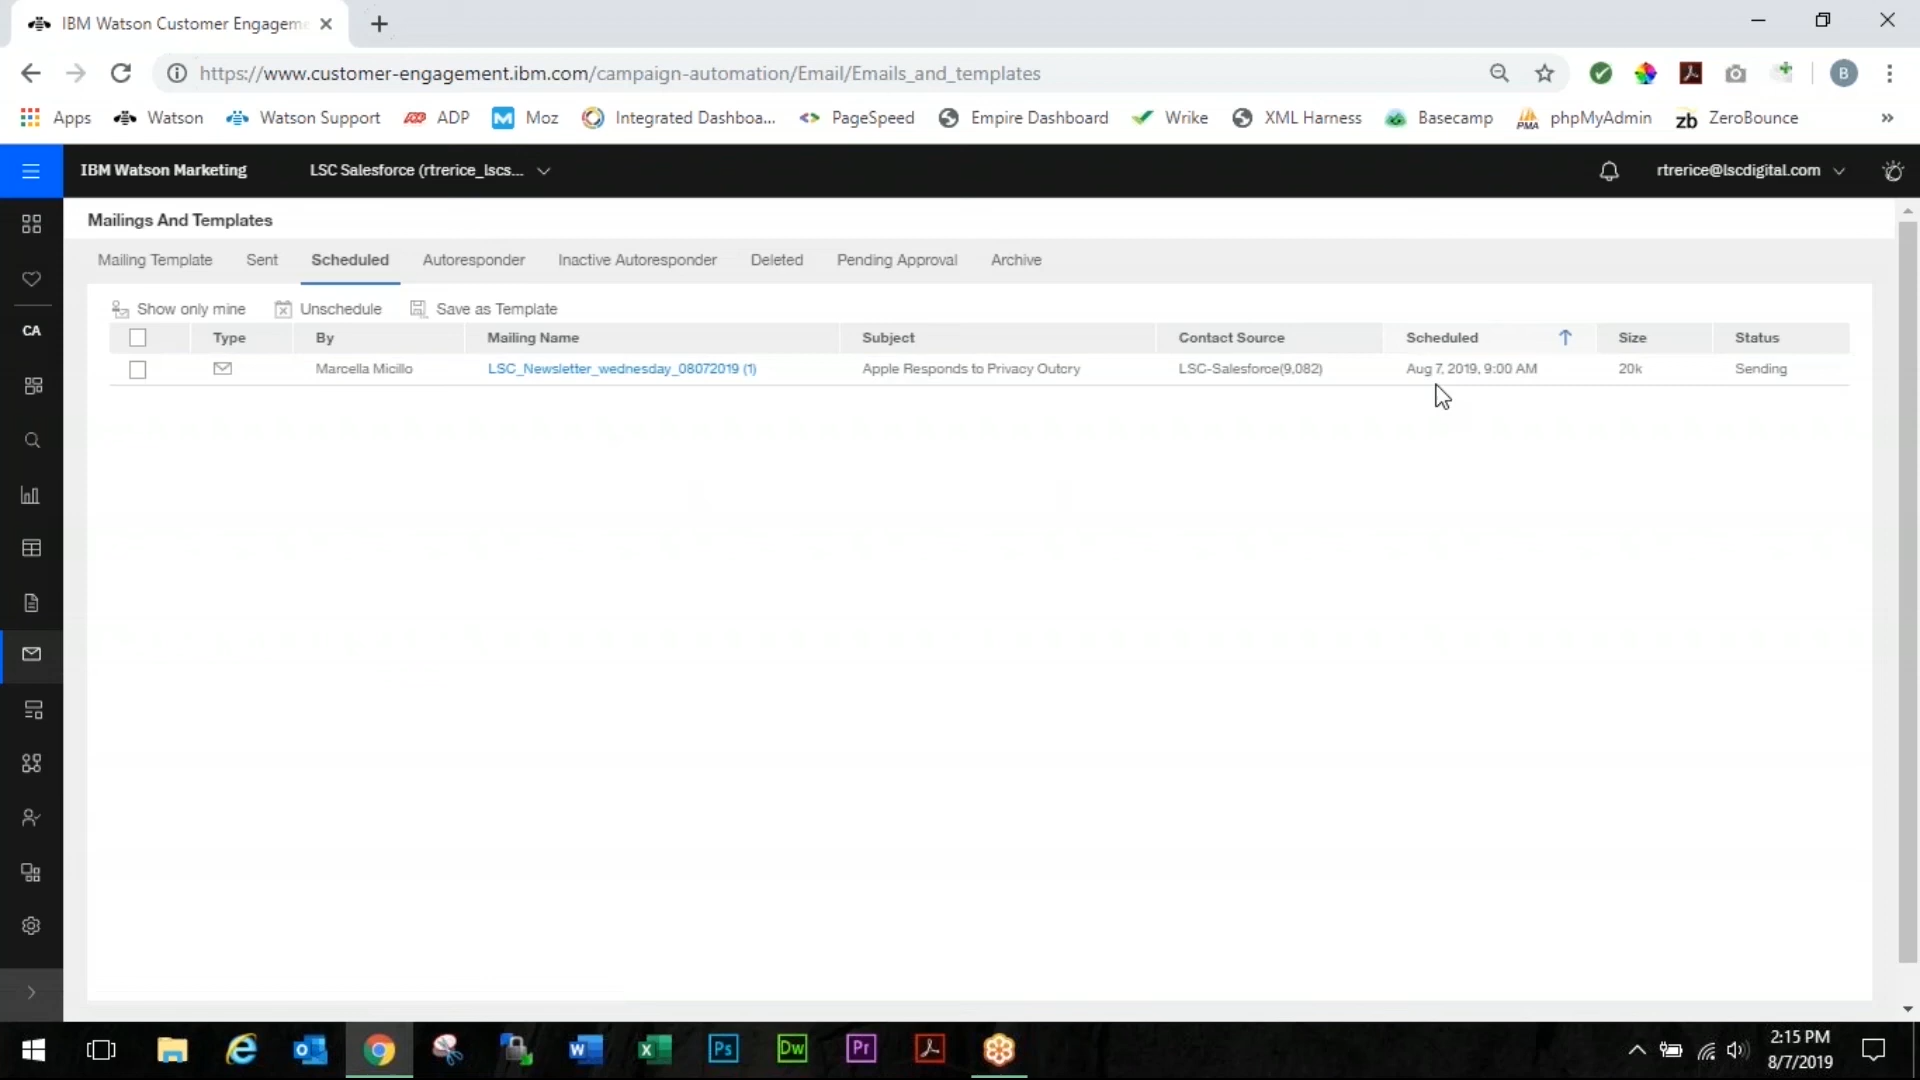 IBM Watson Customer Engageme
https://www.customer-engagement.ibm.com/campaign-automation/Email/Emails_and_templates
B
Apps Watson Watson Support ADP Moz Integrated Dashboa... PageSpeed Empire Dashboard Wrike XML Harness Basecamp phpMyAdmin zb ZeroBounce »
IBM Watson Marketing LSC Salesforce (rtrerice_lscs... rtrerice@lscdigital.com
Mailings And Templates
Mailing Template Sent Scheduled Autoresponder Inactive Autoresponder Deleted Pending Approval Archive
Show only mine Unschedule Save as Template
CA
Type By Mailing Name Subject Contact Source Scheduled Size Status
Marcella Micillo LSC_Newsletter_wednesday_08072019 (1) Apple Responds to Privacy Outcry LSC-Salesforce(9,082) Aug 7, 2019, 9:00 AM 20k Sending
Ps Dw Pr
2:15 PM
8/7/2019